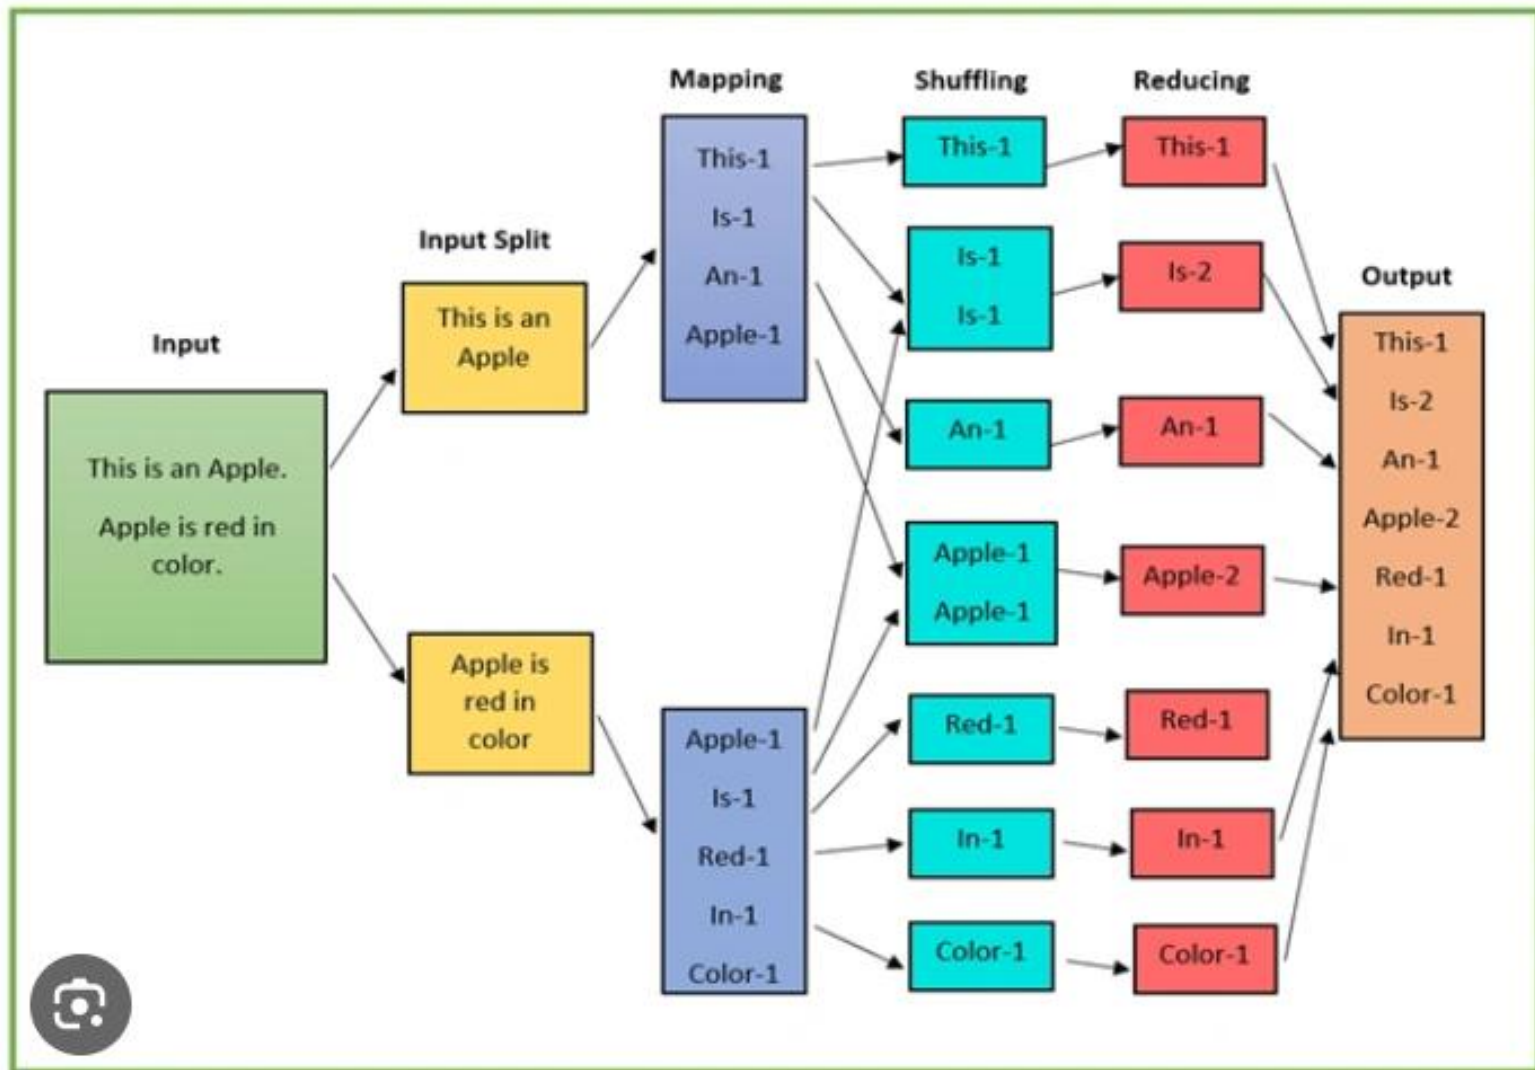 Input
This is an Apple.
Apple is red in
color.
Input Split
This is an
Apple
Apple is
red in
color
Mapping
This-1
Is-1
An-1
Apple-1
Apple-1
Is-1
Red-1
In-1
Color-1
Shuffling
This-1
Is-1
Is-1
An-1
Apple-1
Apple-1
Red-1
In-1
Color-1
Reducing
This-1
Is-2
An-1
Apple-2
Red-1
In-1
Color-1
Output
This-1
Is-2
An-1
Apple-2
Red-1
In-1
Color-1